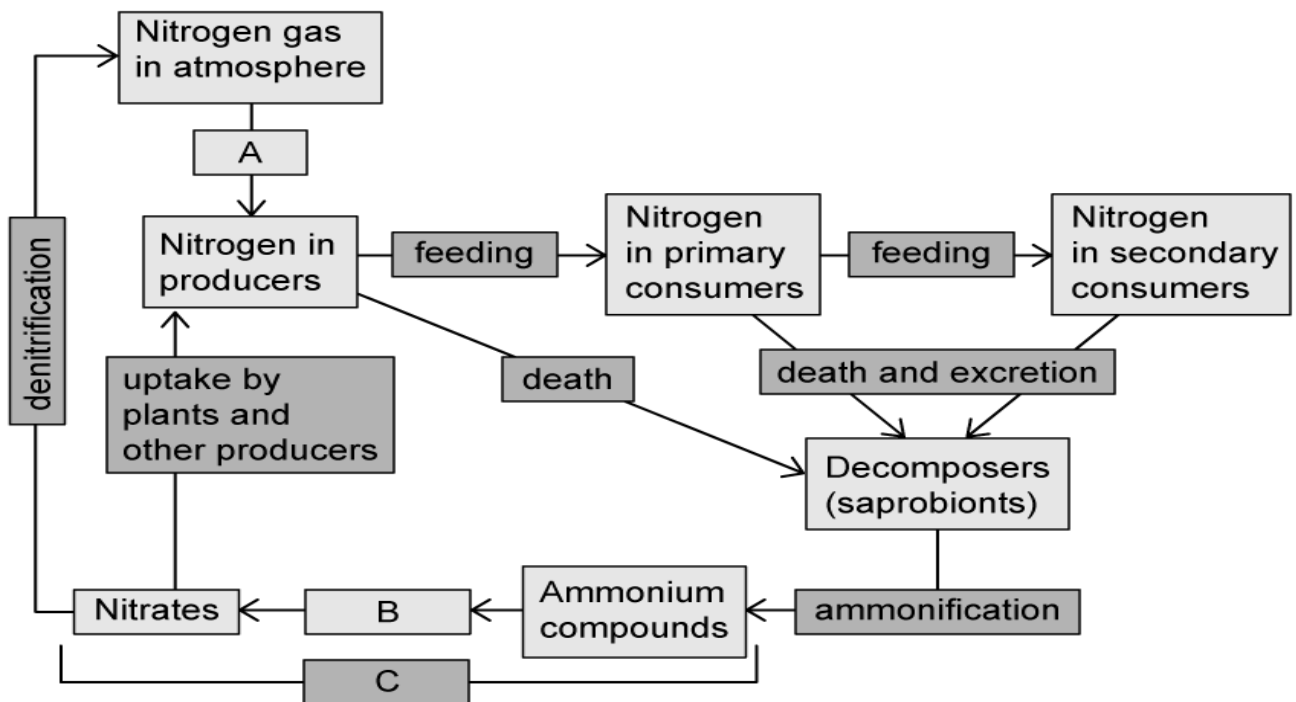 Nitrogen gas
in atmosphere
A
Nitrogen in
producers
feeding
Nitrogen
in primary
consumers
feeding
Nitrogen
in secondary
consumers
denitrification
uptake by
plants and
other producers
death
death and excretion
Decomposers
(saprobionts)
Nitrates
B
Ammonium
compounds
ammonification
C